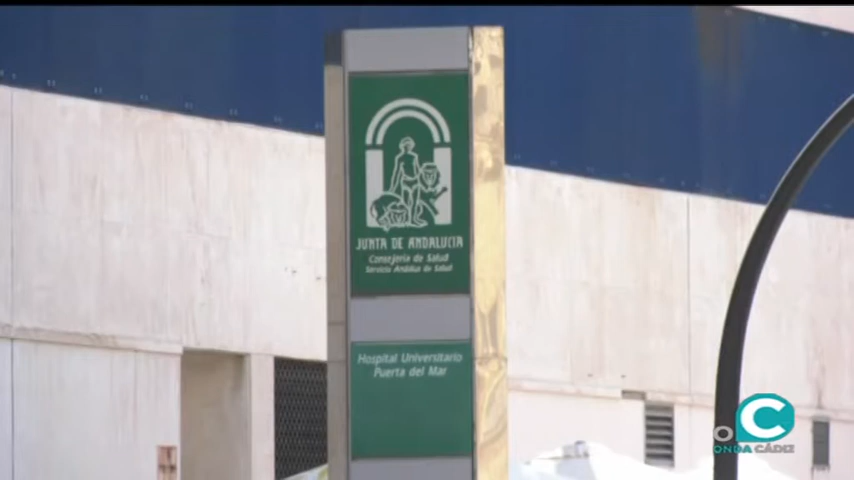 JUNTA DE ANDALUCIA
Consejería de Salud
Servicio Andaluz de Salud
Hospital Universitario
Puerta del Mar
O C
ONDA CÁDIZ